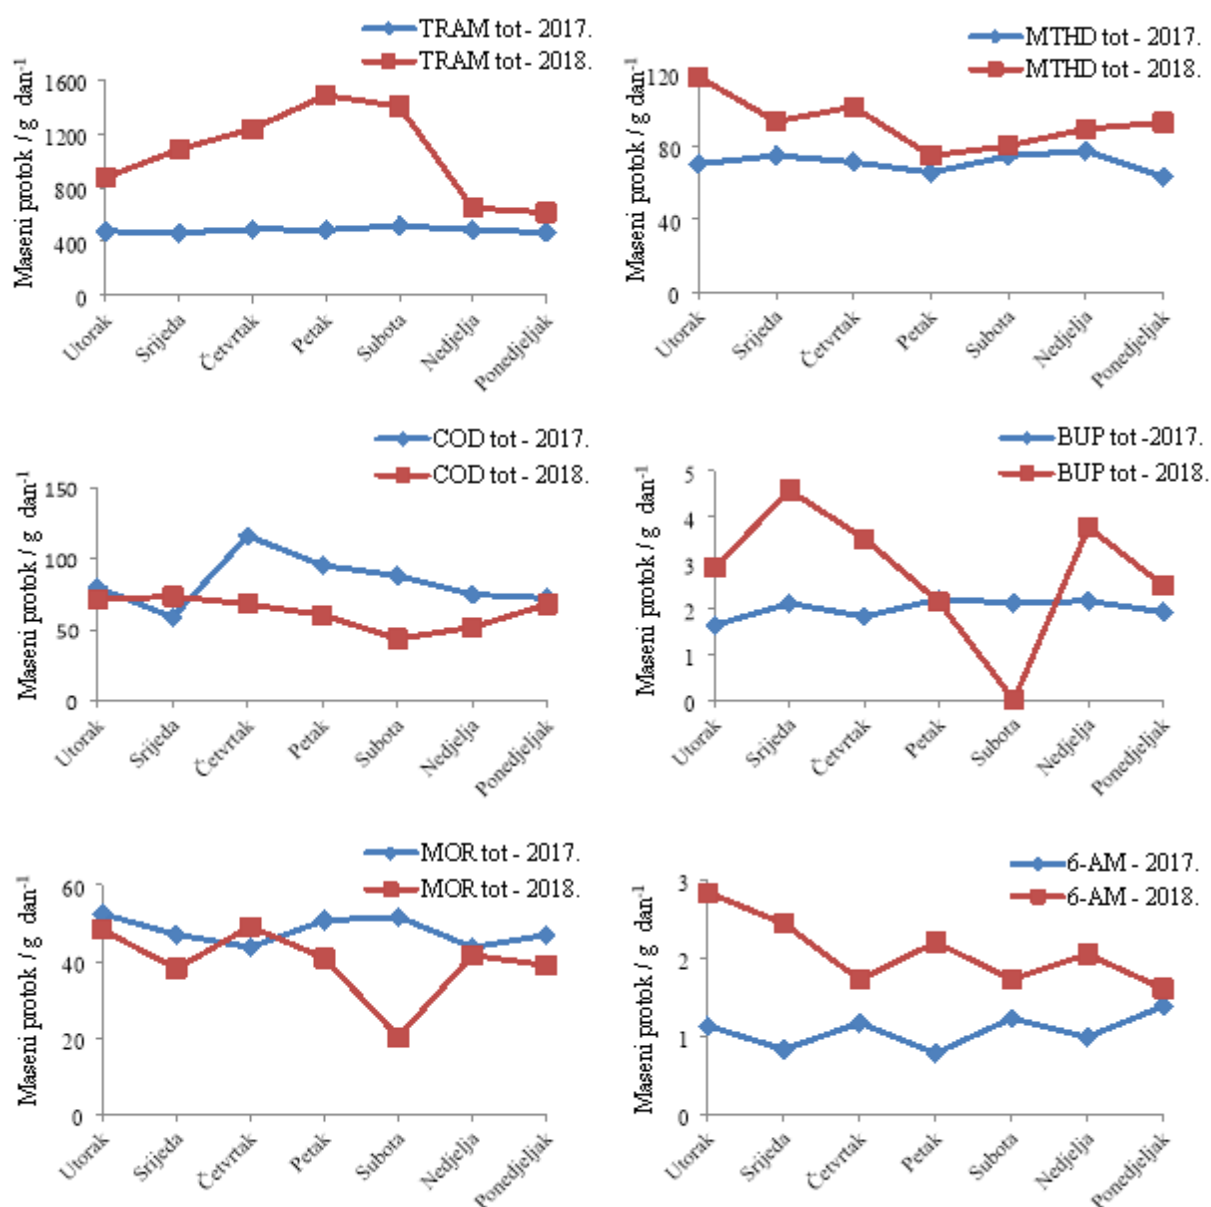 TRAM tot - 2017.
TRAM tot - 2018.
Maseni protok / g dan-1
1600
1200
800
400
0
Utorak
Srijeda
Četvrtak
Petak
Subota
Nedjelja
Ponedjeljak
MTHD tot - 2017.
MTHD tot - 2018.
Maseni protok / g dan-1
120
80
40
0
Utorak
Srijeda
Četvrtak
Petak
Subota
Nedjelja
Ponedjeljak
COD tot - 2017.
COD tot - 2018.
Maseni protok / g dan-1
150
100
50
0
Utorak
Srijeda
Četvrtak
Petak
Subota
Nedjelja
Ponedjeljak
BUP tot -2017.
BUP tot - 2018.
Maseni protok / g dan-1
5
4
3
2
1
0
Utorak
Srijeda
Četvrtak
Petak
Subota
Nedjelja
Ponedjeljak
MOR tot - 2017.
MOR tot - 2018.
Maseni protok / g dan-1
60
40
20
0
Utorak
Srijeda
Četvrtak
Petak
Subota
Nedjelja
Ponedjeljak
6-AM - 2017.
6-AM - 2018.
Maseni protok / g dan-1
3
2
1
0
Utorak
Srijeda
Četvrtak
Petak
Subota
Nedjelja
Ponedjeljak